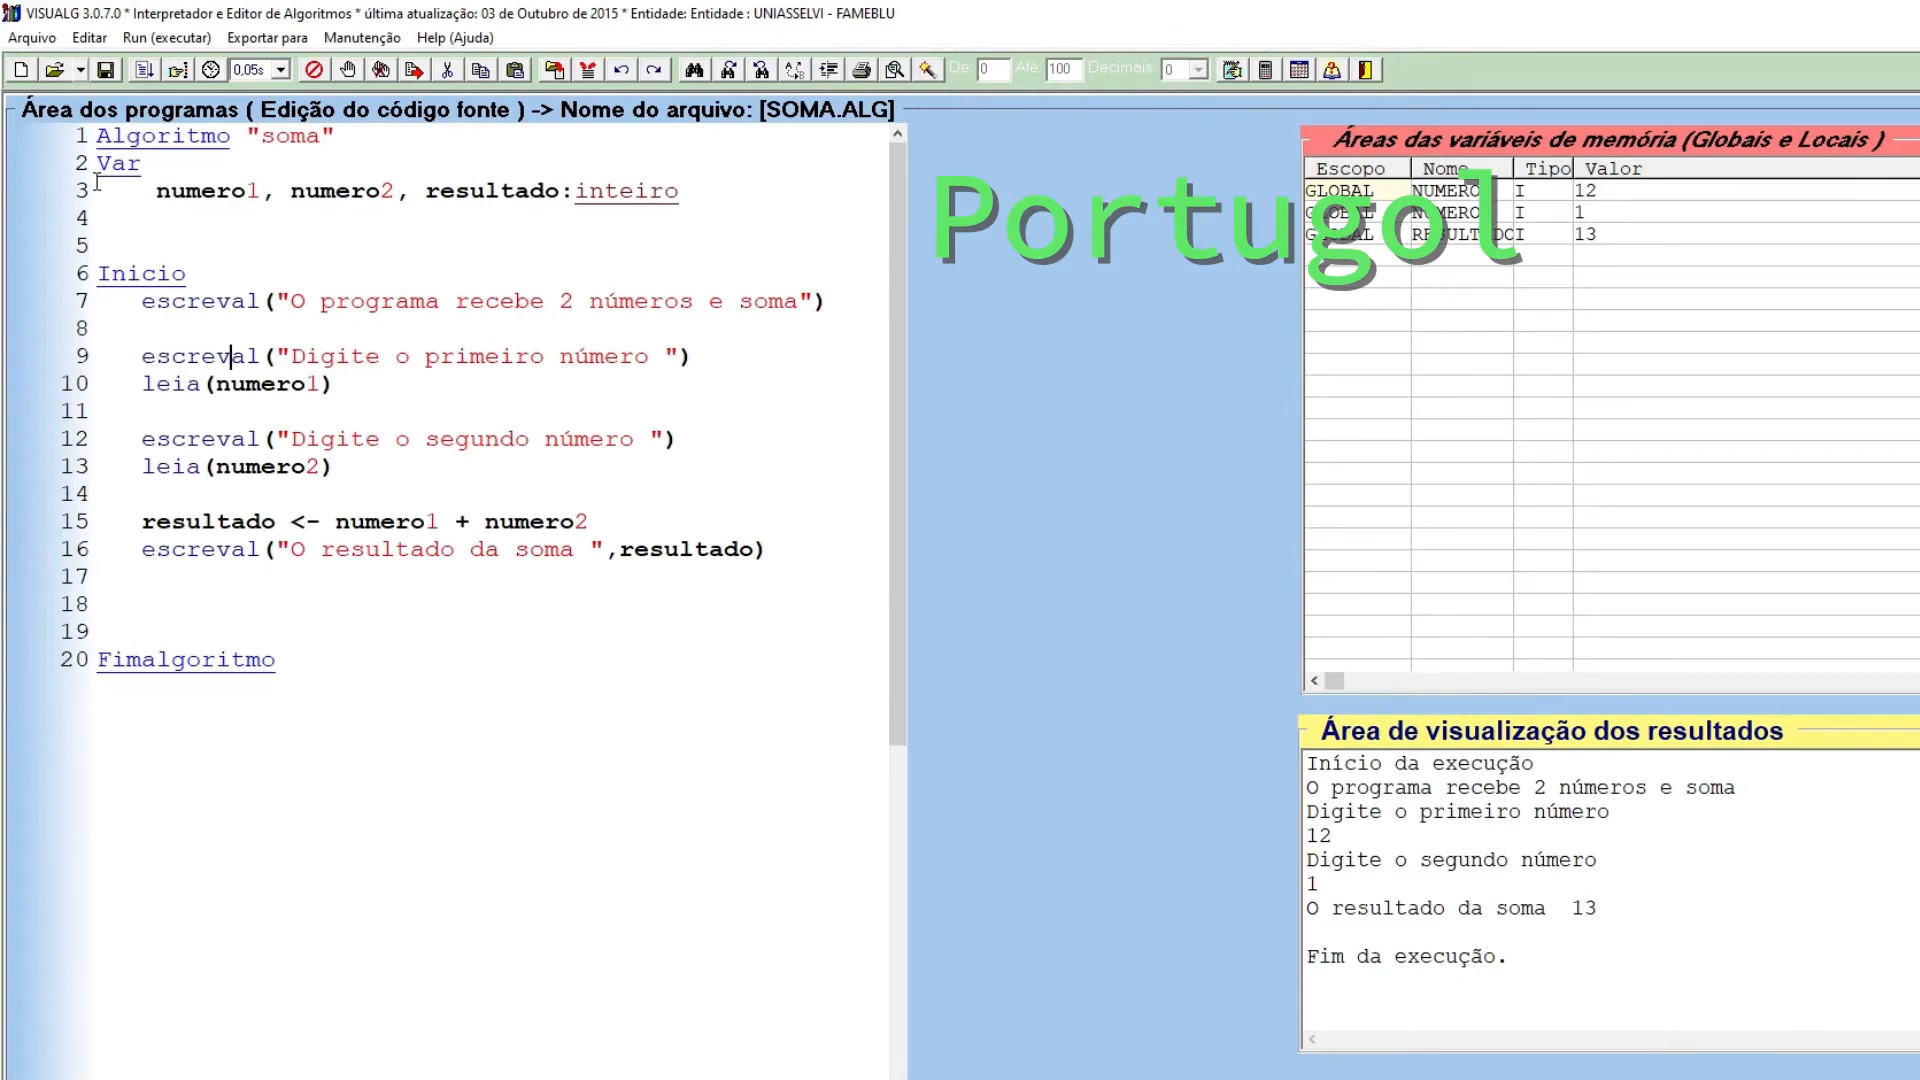 VISUALG 3.0.7.0 * Interpretador e Editor de Algoritmos * última atualização: 03 de Outubro de 2015 * Entidade: Entidade : UNIASSELVI - FAMEBLU
Arquivo Editar Run (executar) Exportar para Manutenção Help (Ajuda)
0,05s De: 0 Até: 100 Decimais: 0
Área dos programas ( Edição do código fonte ) -> Nome do arquivo: [SOMA.ALG]
1 Algoritmo "soma"
2 Var
3 numero1, numero2, resultado:inteiro
4
5
6 Inicio
7 escreval("O programa recebe 2 números e soma")
8
9 escreval("Digite o primeiro número ")
10 leia(numero1)
11
12 escreval("Digite o segundo número ")
13 leia(numero2)
14
15 resultado <- numero1 + numero2
16 escreval("O resultado da soma ",resultado)
17
18
19
20 Fimalgoritmo
Portugol
Áreas das variáveis de memória (Globais e Locais )
Escopo Nome Tipo Valor
GLOBAL NUMERO I 12
GLOBAL NUMERO I 1
GLOBAL RESULTADO I 13
Área de visualização dos resultados
Início da execução
O programa recebe 2 números e soma
Digite o primeiro número
12
Digite o segundo número
1
O resultado da soma 13
Fim da execução.